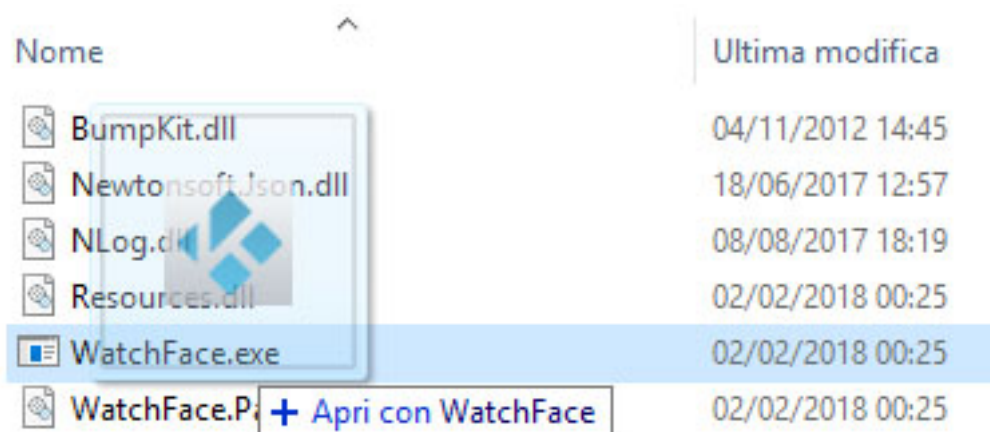 Nome Ultima modifica
BumpKit.dll 04/11/2012 14:45
Newtonsoft.Json.dll 18/06/2017 12:57
NLog.dll 08/08/2017 18:19
Resources.dll 02/02/2018 00:25
WatchFace.exe 02/02/2018 00:25
WatchFace.Pa 02/02/2018 00:25
+ Apri con WatchFace